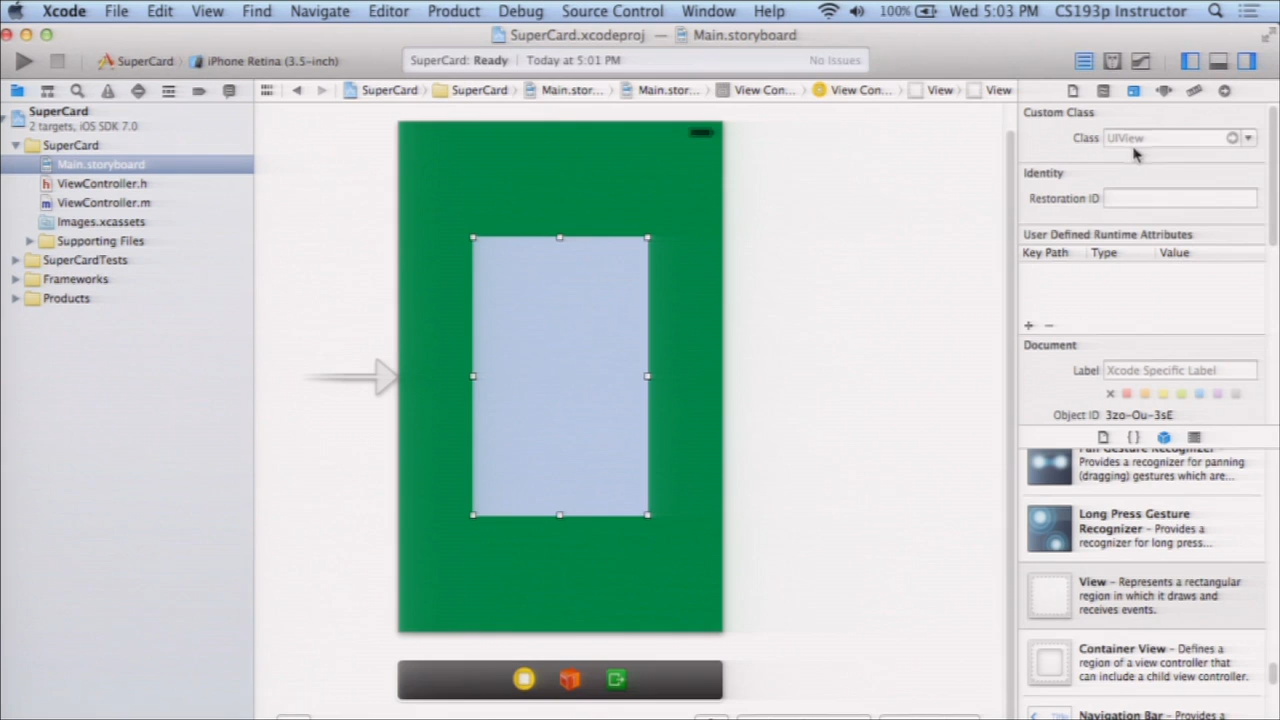 Xcode File Edit View Find Navigate Editor Product Debug Source Control Window Help 100% Wed 5:03 PM CS193p Instructor
SuperCard.xcodeproj — Main.storyboard
SuperCard iPhone Retina (3.5-inch) SuperCard: Ready Today at 5:01 PM No Issues
SuperCard SuperCard Main.stor... Main.stor... View Con... View Con... View View
SuperCard
2 targets, iOS SDK 7.0
SuperCard
Main.storyboard
h ViewController.h
m ViewController.m
Images.xcassets
Supporting Files
SuperCardTests
Frameworks
Products
Custom Class
Class UIView
Identity
Restoration ID
User Defined Runtime Attributes
Key Path Type Value
+ −
Document
Label Xcode Specific Label
Object ID 3zo-Ou-3sE
Pan Gesture Recognizer -
Provides a recognizer for panning
(dragging) gestures which are...
Long Press Gesture
Recognizer - Provides a
recognizer for long press...
View - Represents a rectangular
region in which it draws and
receives events.
Container View - Defines a
region of a view controller that
can include a child view controller.
Title Navigation Bar - Provides a